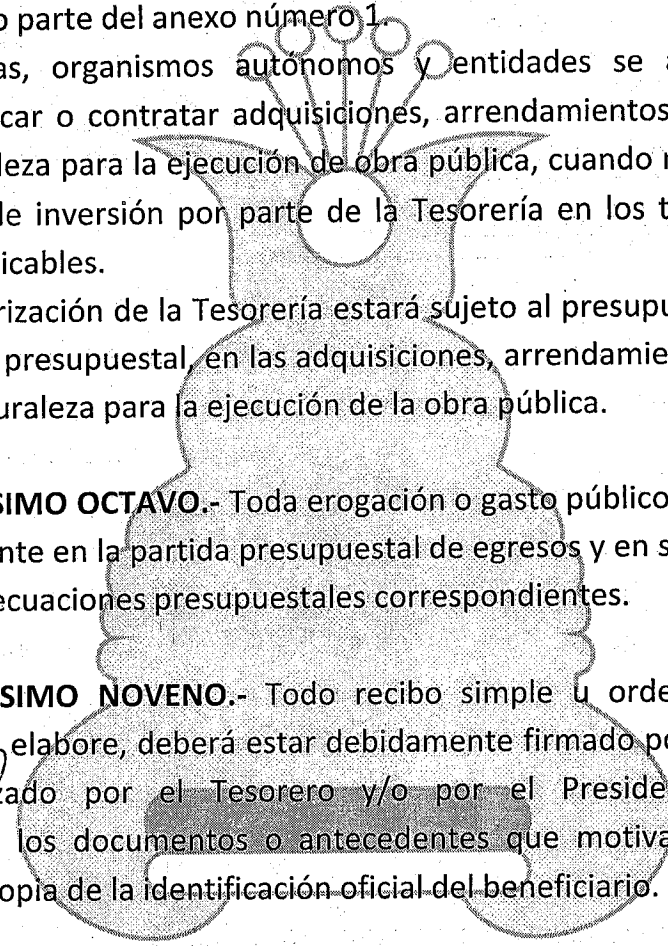 o parte del anexo número 1.
as, organismos autónomos y entidades se a
car o contratar adquisiciones, arrendamientos
leza para la ejecución de obra pública, cuando
de inversión por parte de la Tesorería en los t
icables.
rización de la Tesorería estará sujeto al presupu
presupuestal, en las adquisiciones, arrendamie
uraleza para la ejecución de la obra pública.
SIMO OCTAVO.- Toda erogación o gasto público
nte en la partida presupuestal de egresos y en s
ecuaciones presupuestales correspondientes.
SIMO NOVENO.- Todo recibo simple u orde
elabore, deberá estar debidamente firmado po
zado por el Tesorero y/o por el Preside
los documentos o antecedentes que motiva
opia de la identificación oficial del beneficiario.